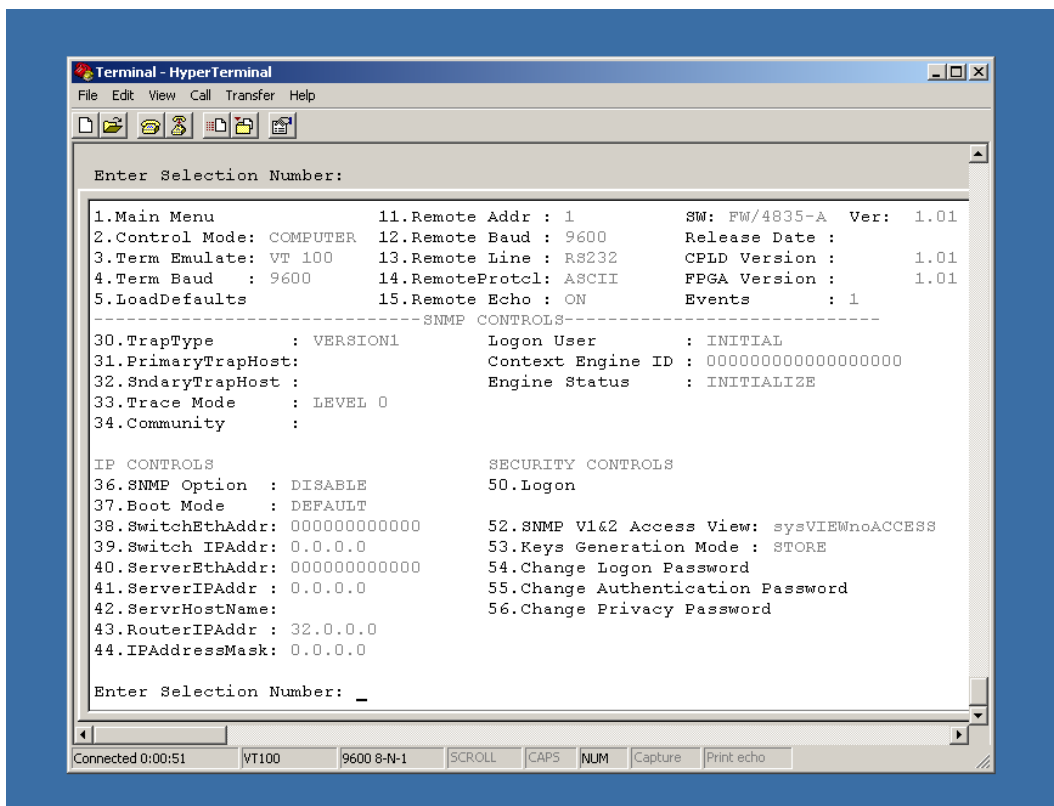 Terminal - HyperTerminal
File Edit View Call Transfer Help
Enter Selection Number:
1.Main Menu 11.Remote Addr : 1 SW: FW/4835-A Ver: 1.01
2.Control Mode: COMPUTER 12.Remote Baud : 9600 Release Date :
3.Term Emulate: VT 100 13.Remote Line : RS232 CPLD Version : 1.01
4.Term Baud : 9600 14.RemoteProtcl: ASCII FPGA Version : 1.01
5.LoadDefaults 15.Remote Echo : ON Events : 1
------------------------------SNMP CONTROLS-----------------------------
30.TrapType : VERSION1 Logon User : INITIAL
31.PrimaryTrapHost: Context Engine ID : 000000000000000000
32.SndaryTrapHost : Engine Status : INITIALIZE
33.Trace Mode : LEVEL 0
34.Community :
IP CONTROLS SECURITY CONTROLS
36.SNMP Option : DISABLE 50.Logon
37.Boot Mode : DEFAULT
38.SwitchEthAddr: 000000000000 52.SNMP V1&2 Access View: sysVIEWnoACCESS
39.Switch IPAddr: 0.0.0.0 53.Keys Generation Mode : STORE
40.ServerEthAddr: 000000000000 54.Change Logon Password
41.ServerIPAddr : 0.0.0.0 55.Change Authentication Password
42.ServrHostName: 56.Change Privacy Password
43.RouterIPAddr : 32.0.0.0
44.IPAddressMask: 0.0.0.0
Enter Selection Number: _
Connected 0:00:51 VT100 9600 8-N-1 SCROLL CAPS NUM Capture Print echo